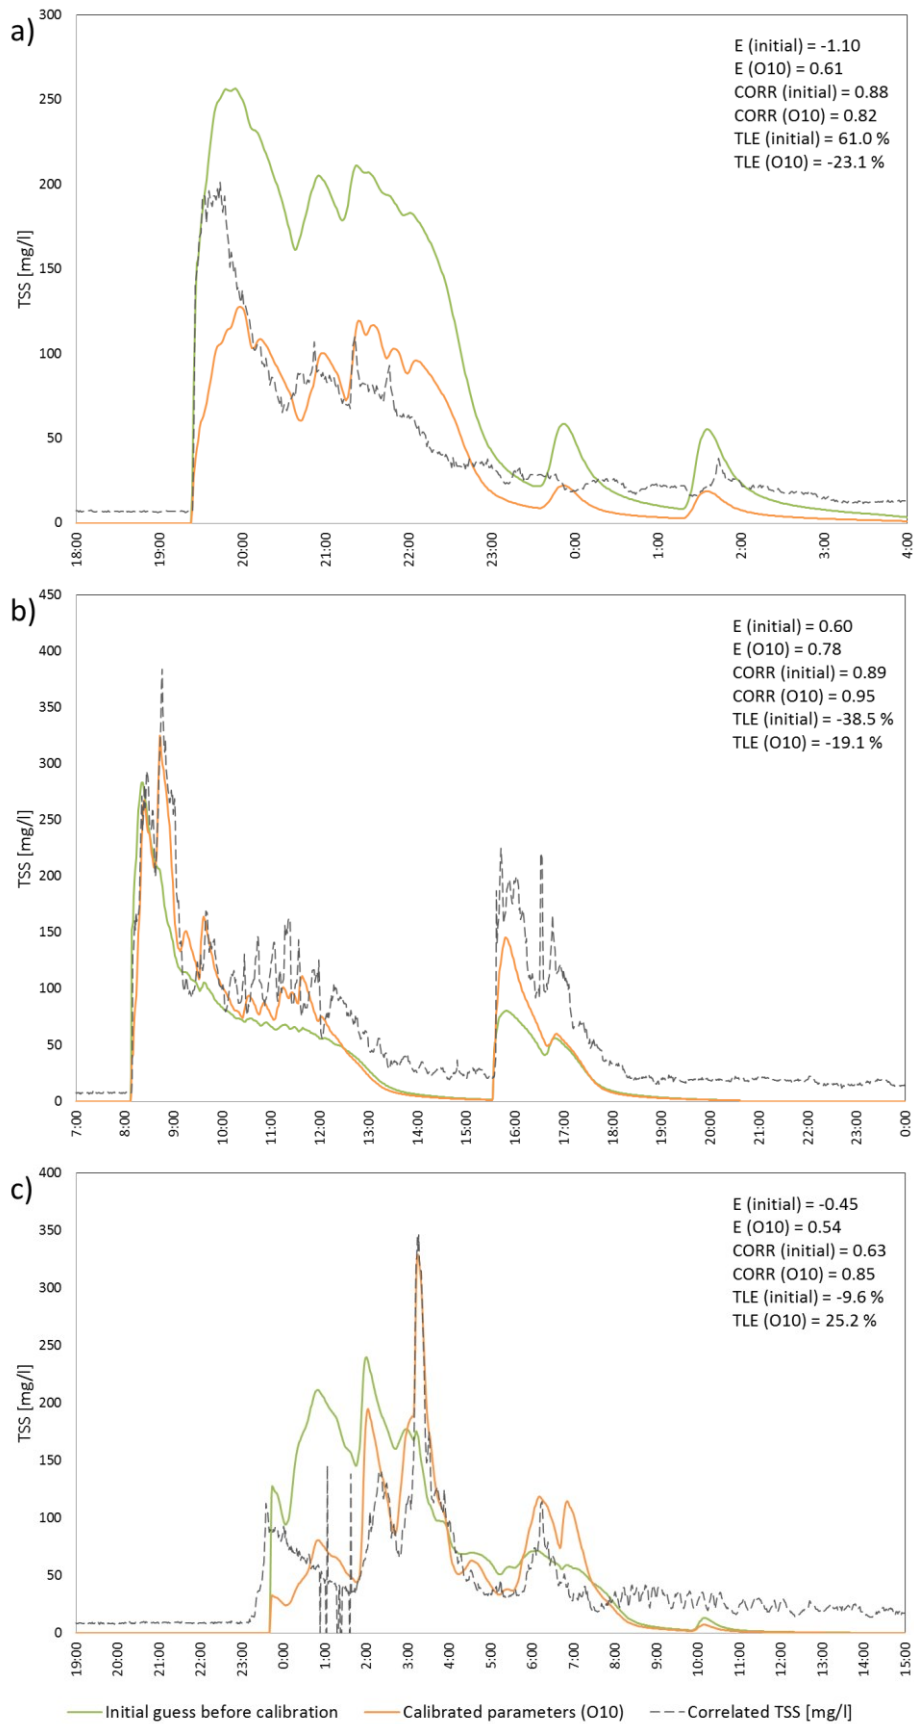 a)
300
250
200
150
100
50
0
TSS [mg/l]
E (initial) = -1.10
E (O10) = 0.61
CORR (initial) = 0.88
CORR (O10) = 0.82
TLE (initial) = 61.0 %
TLE (O10) = -23.1 %
18:00 19:00 20:00 21:00 22:00 23:00 0:00 1:00 2:00 3:00 4:00
b)
450
400
350
300
250
200
150
100
50
0
TSS [mg/l]
E (initial) = 0.60
E (O10) = 0.78
CORR (initial) = 0.89
CORR (O10) = 0.95
TLE (initial) = -38.5 %
TLE (O10) = -19.1 %
7:00 8:00 9:00 10:00 11:00 12:00 13:00 14:00 15:00 16:00 17:00 18:00 19:00 20:00 21:00 22:00 23:00 0:00
c)
400
350
300
250
200
150
100
50
0
TSS [mg/l]
E (initial) = -0.45
E (O10) = 0.54
CORR (initial) = 0.63
CORR (O10) = 0.85
TLE (initial) = -9.6 %
TLE (O10) = 25.2 %
19:00 20:00 21:00 22:00 23:00 0:00 1:00 2:00 3:00 4:00 5:00 6:00 7:00 8:00 9:00 10:00 11:00 12:00 13:00 14:00 15:00
Initial guess before calibration Calibrated parameters (O10) Correlated TSS [mg/l]